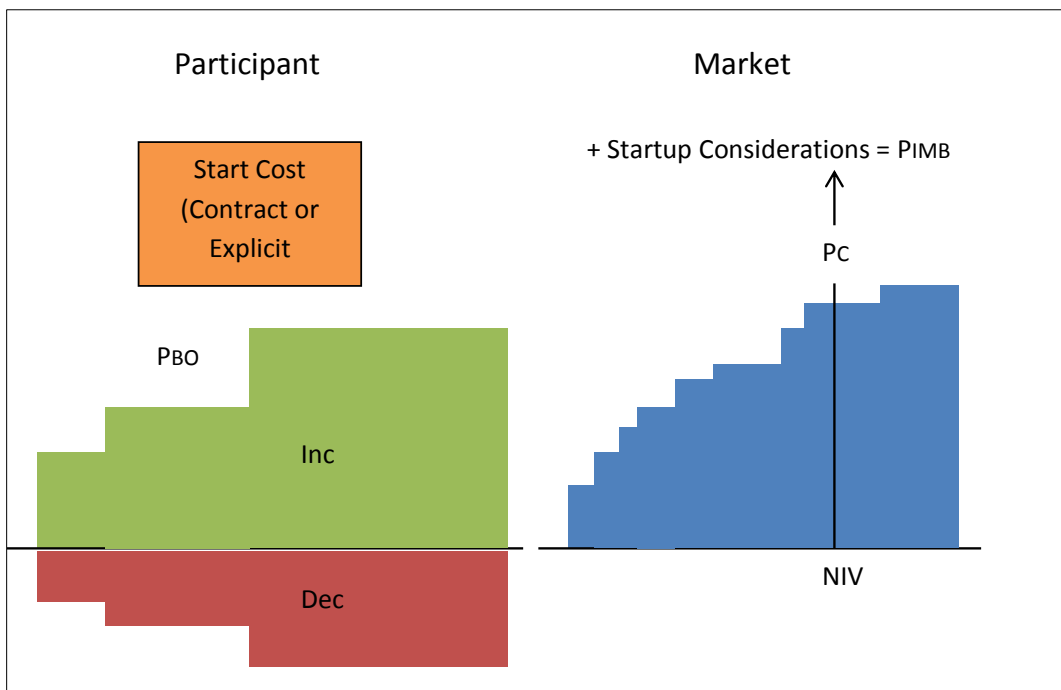 Participant
Market
Start Cost
(Contract or
Explicit
+ Startup Considerations = PIMB
PC
PBO
Inc
Dec
NIV